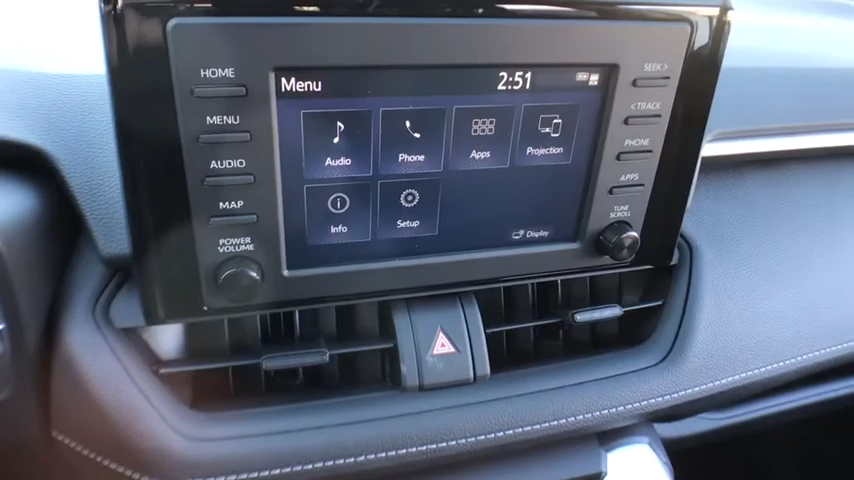 HOME
MENU
AUDIO
MAP
POWER
VOLUME
Menu
2:51
Audio
Phone
Apps
Projection
Info
Setup
Display
SEEK >
< TRACK
PHONE
APPS
TUNE
SCROLL